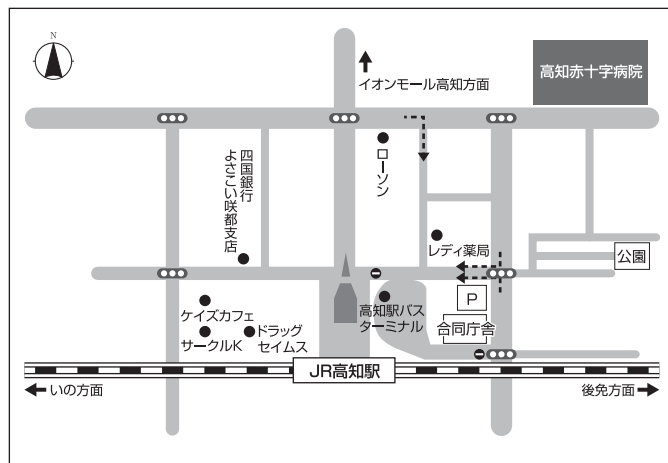 N
高知赤十字病院
イオンモール高知方面
ローソン
四国銀行
よさこい咲都支店
レディ薬局
公園
P
高知駅バス
ターミナル
合同庁舎
ケイズカフェ
サークルK
ドラッグ
セイムス
JR高知駅
いの方面
後免方面